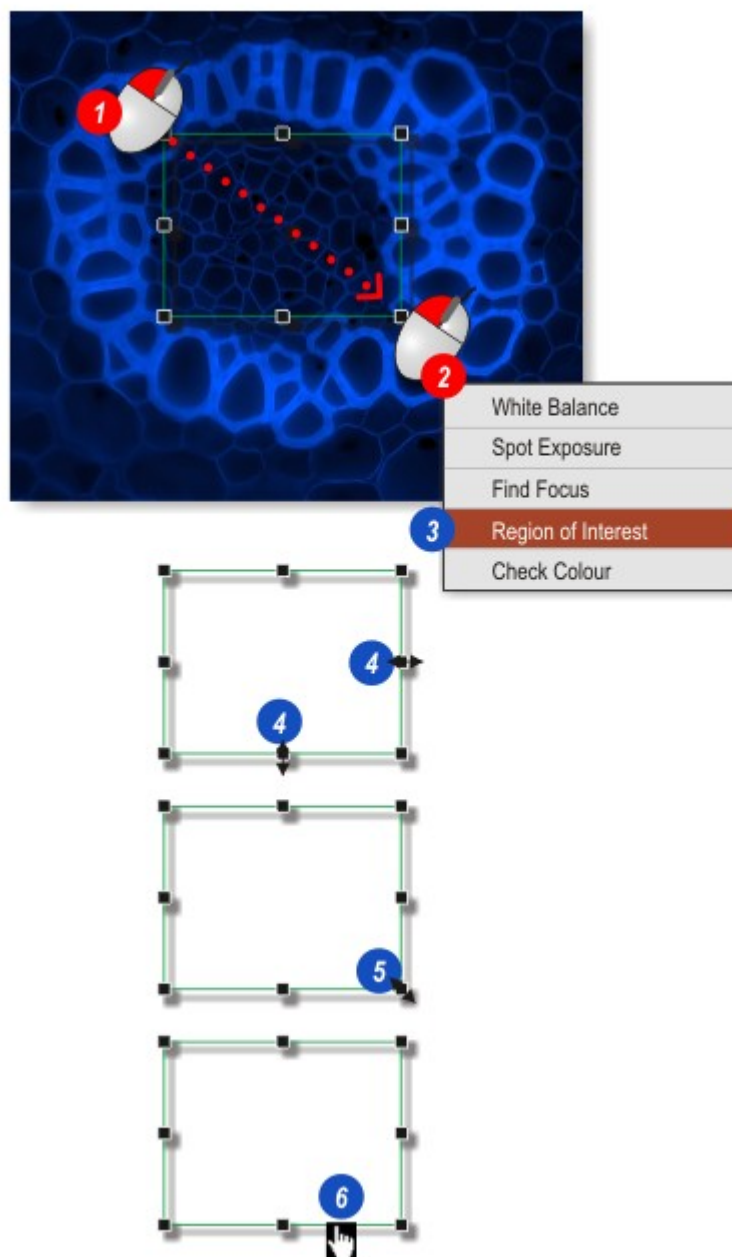 1
2
White Balance
Spot Exposure
Find Focus
3 Region of Interest
Check Colour
4
4
5
6